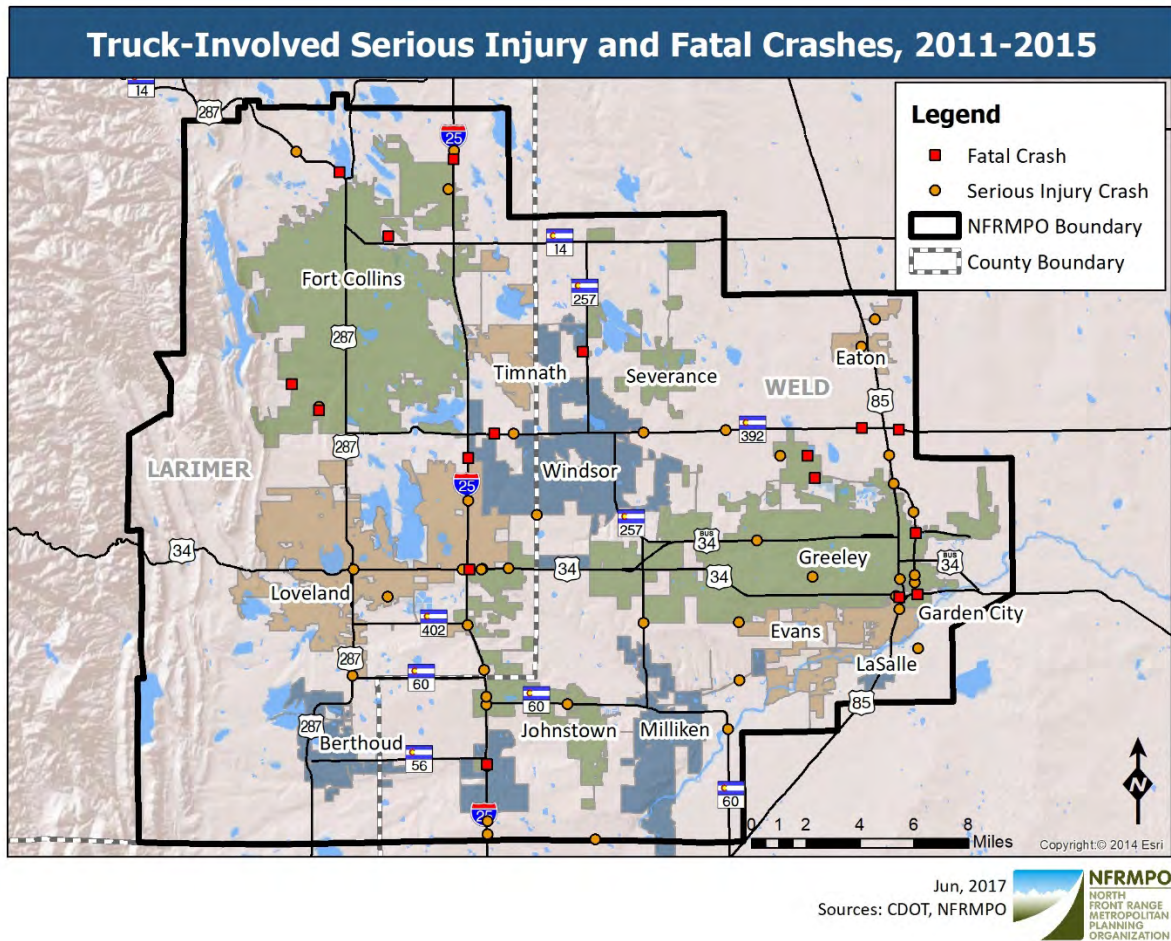 Truck-Involved Serious Injury and Fatal Crashes, 2011-2015
Legend
Fatal Crash
Serious Injury Crash
NFRMPO Boundary
County Boundary
14
287
25
14
Fort Collins
257
287
Timnath
Severance
Eaton
WELD
85
392
287
LARIMER
Windsor
25
257
BUS
34
34
Greeley
BUS
34
34
34
Loveland
Garden City
402
Evans
287
LaSalle
60
60
85
287
Johnstown
Milliken
Berthoud
56
60
25
N
0 1 2 4 6 8
Miles
Copyright:© 2014 Esri
Jun, 2017
Sources: CDOT, NFRMPO
NFRMPO
NORTH
FRONT RANGE
METROPOLITAN
PLANNING
ORGANIZATION